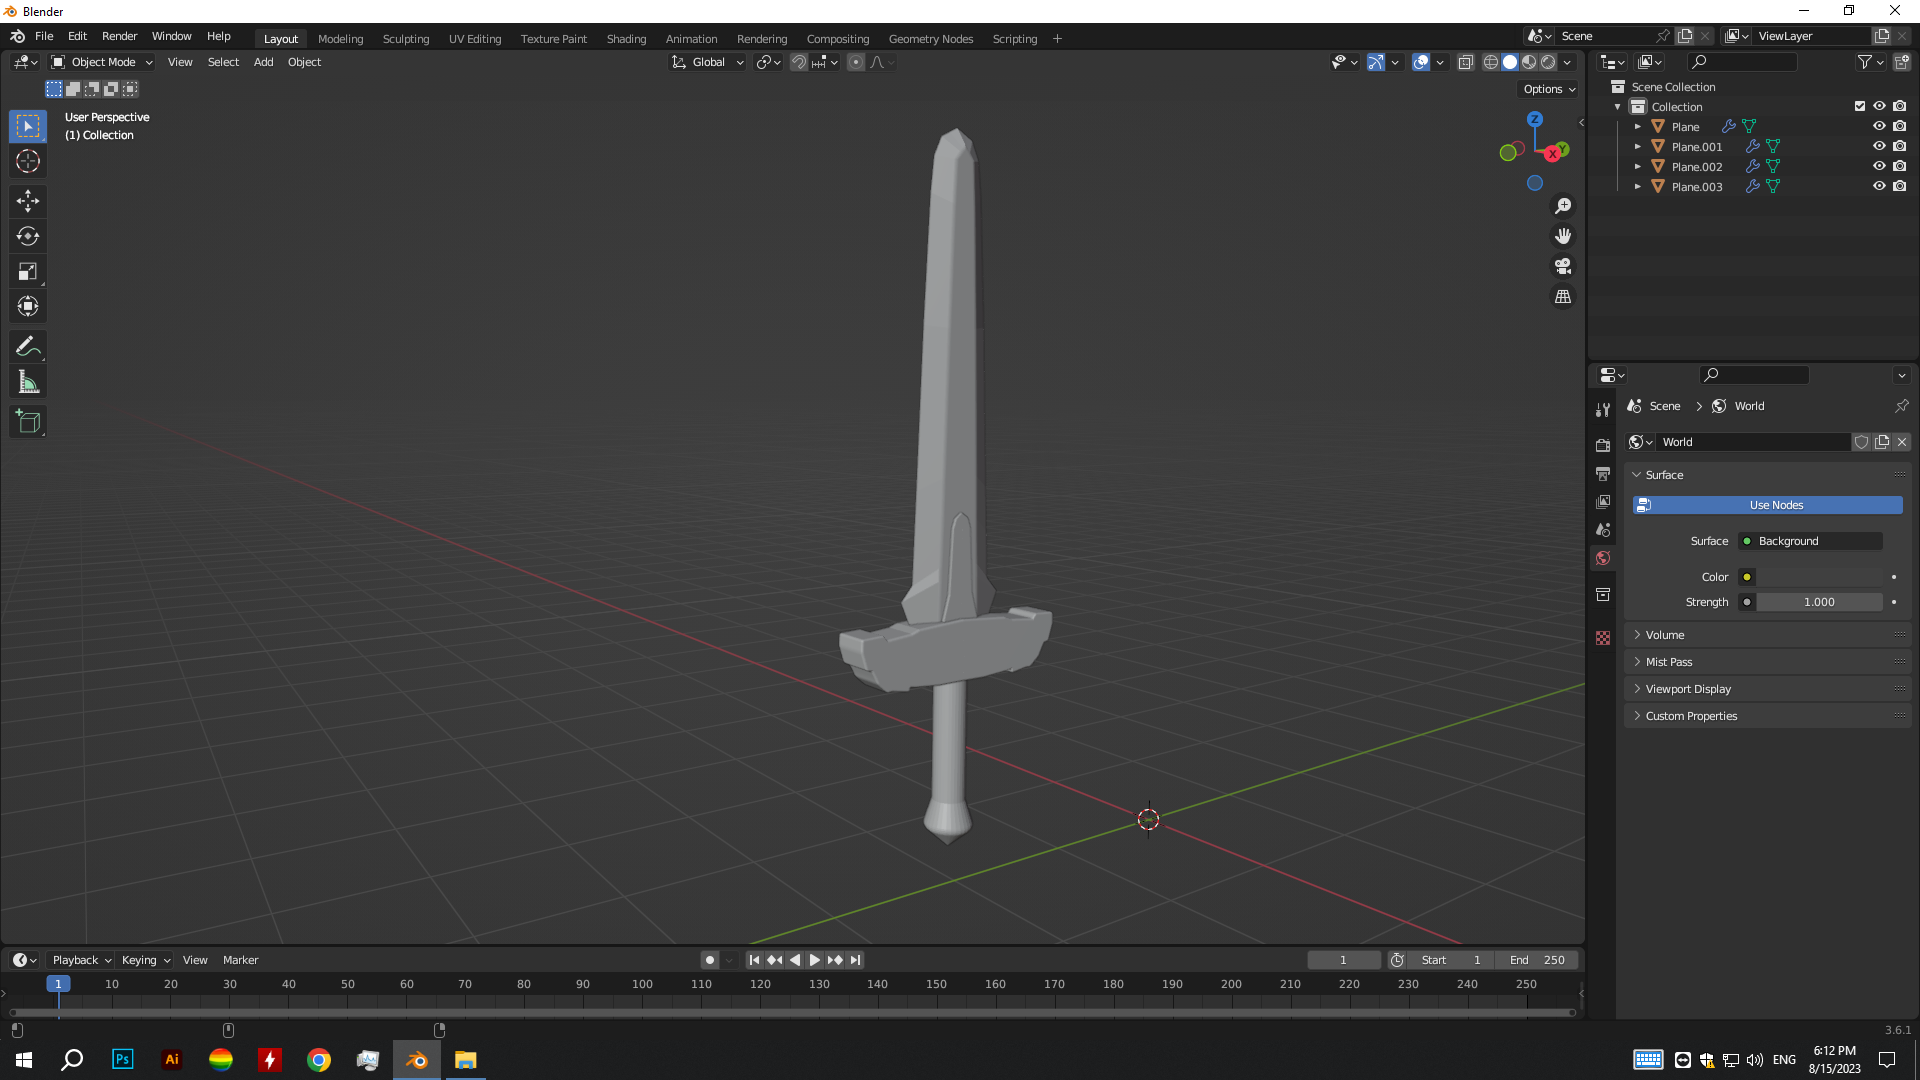 Blender
File Edit Render Window Help
Layout Modeling Sculpting UV Editing Texture Paint Shading Animation Rendering Compositing Geometry Nodes Scripting +
Scene
ViewLayer
Object Mode View Select Add Object
Global
Options
User Perspective
(1) Collection
Z
Y
X
Scene Collection
Collection
Plane
Plane.001
Plane.002
Plane.003
Scene > World
World
Surface
Use Nodes
Surface Background
Color
Strength 1.000
Volume
Mist Pass
Viewport Display
Custom Properties
Playback Keying View Marker
1 Start 1 End 250
1 10 20 30 40 50 60 70 80 90 100 110 120 130 140 150 160 170 180 190 200 210 220 230 240 250
3.6.1
Ps
Ai
ENG
6:12 PM
8/15/2023